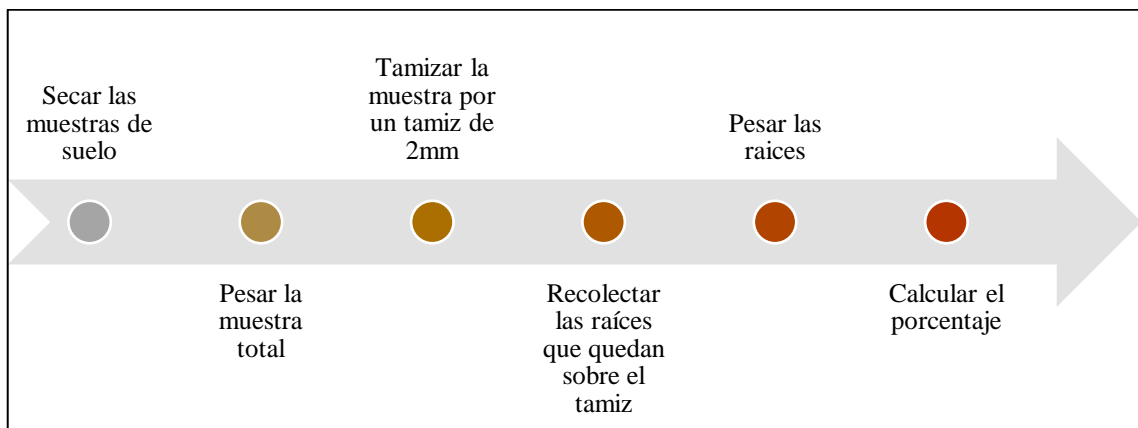 Secar las
muestras de
suelo
Pesar la
muestra
total
Tamizar la
muestra por
un tamiz de
2mm
Recolectar
las raíces
que quedan
sobre el
tamiz
Pesar las
raices
Calcular el
porcentaje